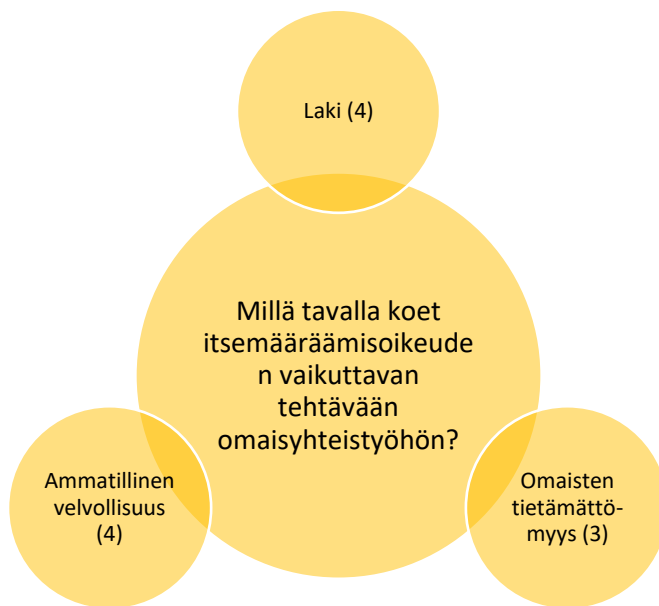 Laki (4)
Millä tavalla koet
itsemääräämisoikeude
n vaikuttavan
tehtävään
omaisyhteistyöhön?
Ammatillinen
velvollisuus
(4)
Omaisten
tietämättö-
myys (3)